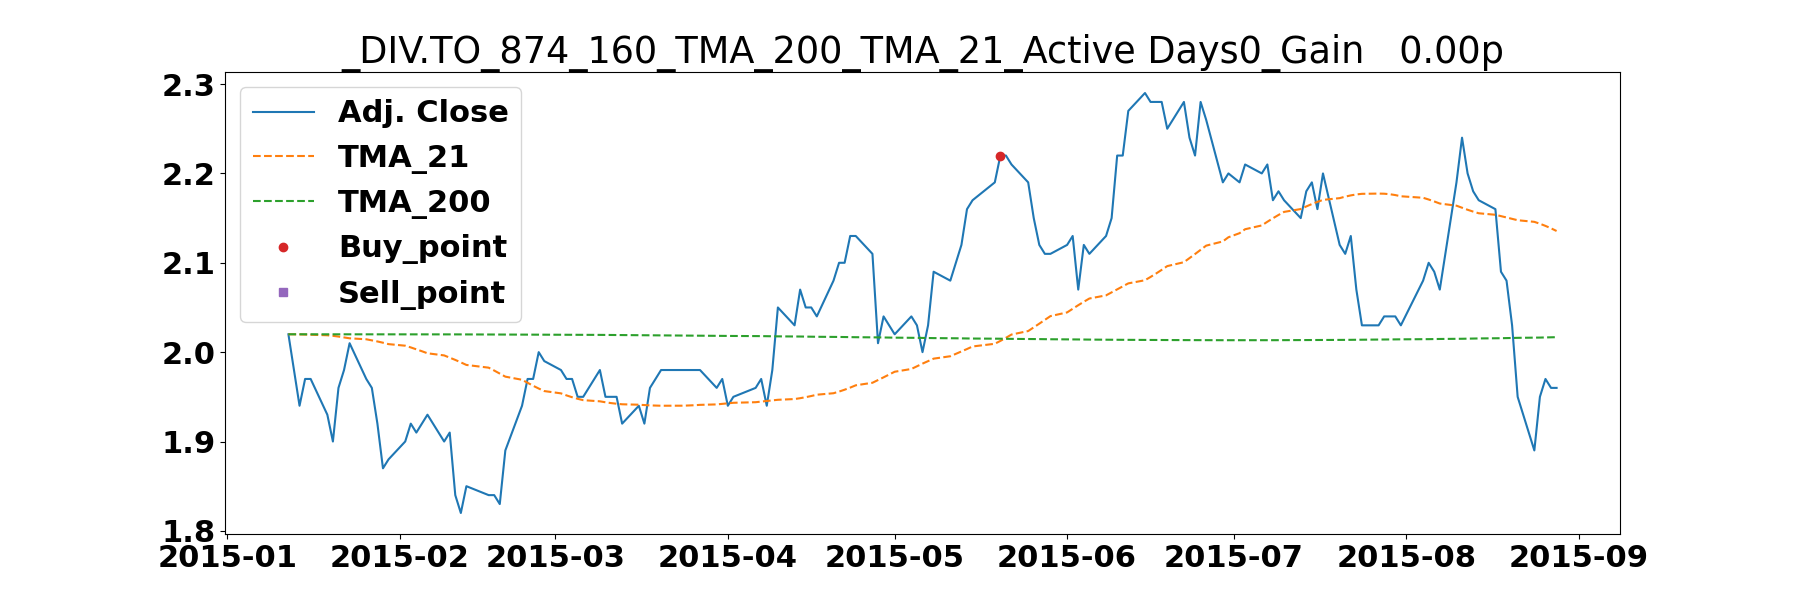 _DIV.TO_874_160_TMA_200_TMA_21_Active Days0_Gain   0.00p
2.3
2.2
2.1
2.0
1.9
1.8
Adj. Close
TMA_21
TMA_200
Buy_point
Sell_point
2015-01 2015-02 2015-03 2015-04 2015-05 2015-06 2015-07 2015-08 2015-09